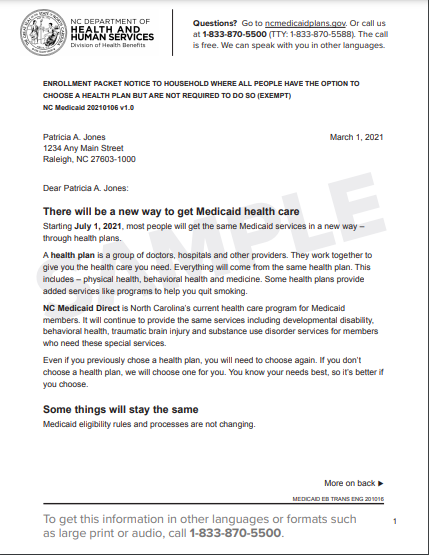 NC DEPARTMENT OF
HEALTH AND
HUMAN SERVICES
Division of Health Benefits
Questions? Go to ncmedicaidplans.gov. Or call us
at 1-833-870-5500 (TTY: 1-833-870-5588). The call
is free. We can speak with you in other languages.
ENROLLMENT PACKET NOTICE TO HOUSEHOLD WHERE ALL PEOPLE HAVE THE OPTION TO
CHOOSE A HEALTH PLAN BUT ARE NOT REQUIRED TO DO SO (EXEMPT)
NC Medicaid 20210106 v1.0
Patricia A. Jones
March 1, 2021
1234 Any Main Street
Raleigh, NC 27603-1000
Dear Patricia A. Jones:
SAMPLE
There will be a new way to get Medicaid health care
Starting July 1, 2021, most people will get the same Medicaid services in a new way –
through health plans.
A health plan is a group of doctors, hospitals and other providers. They work together to
give you the health care you need. Everything will come from the same health plan. This
includes – physical health, behavioral health and medicine. Some health plans provide
added services like programs to help you quit smoking.
NC Medicaid Direct is North Carolina's current health care program for Medicaid
members. It will continue to provide the same services including developmental disability,
behavioral health, traumatic brain injury and substance use disorder services for members
who need these special services.
Even if you previously chose a health plan, you will need to choose again. If you don't
choose a health plan, we will choose one for you. You know your needs best, so it's better if
you choose.
Some things will stay the same
Medicaid eligibility rules and processes are not changing.
More on back
MEDICAID EB TRANS ENG 201016
To get this information in other languages or formats such
as large print or audio, call 1-833-870-5500.
1